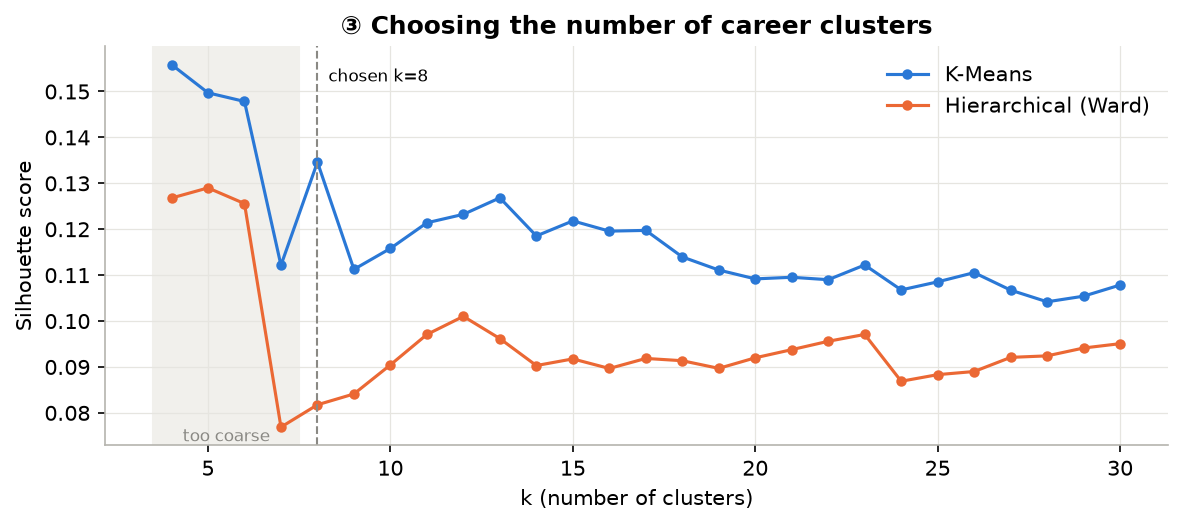 ③ Choosing the number of career clusters
chosen k=8
K-Means
Hierarchical (Ward)
Silhouette score
0.15
0.14
0.13
0.12
0.11
0.10
0.09
0.08
too coarse
5
10
15
20
25
30
k (number of clusters)